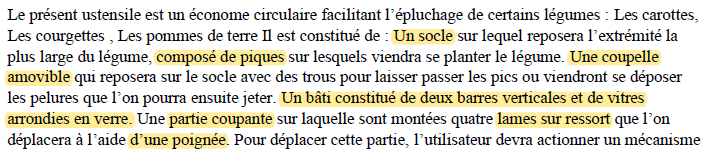 Le présent ustensile est un économe circulaire facilitant l'épluchage de certains légumes : Les carottes,
Les courgettes , Les pommes de terre Il est constitué de : Un socle sur lequel reposera l'extrémité la
plus large du légume, composé de piques sur lesquels viendra se planter le légume. Une coupelle
amovible qui reposera sur le socle avec des trous pour laisser passer les pics ou viendront se déposer
les pelures que l'on pourra ensuite jeter. Un bâti constitué de deux barres verticales et de vitres
arrondies en verre. Une partie coupante sur laquelle sont montées quatre lames sur ressort que l'on
déplacera à l'aide d'une poignée. Pour déplacer cette partie, l'utilisateur devra actionner un mécanisme